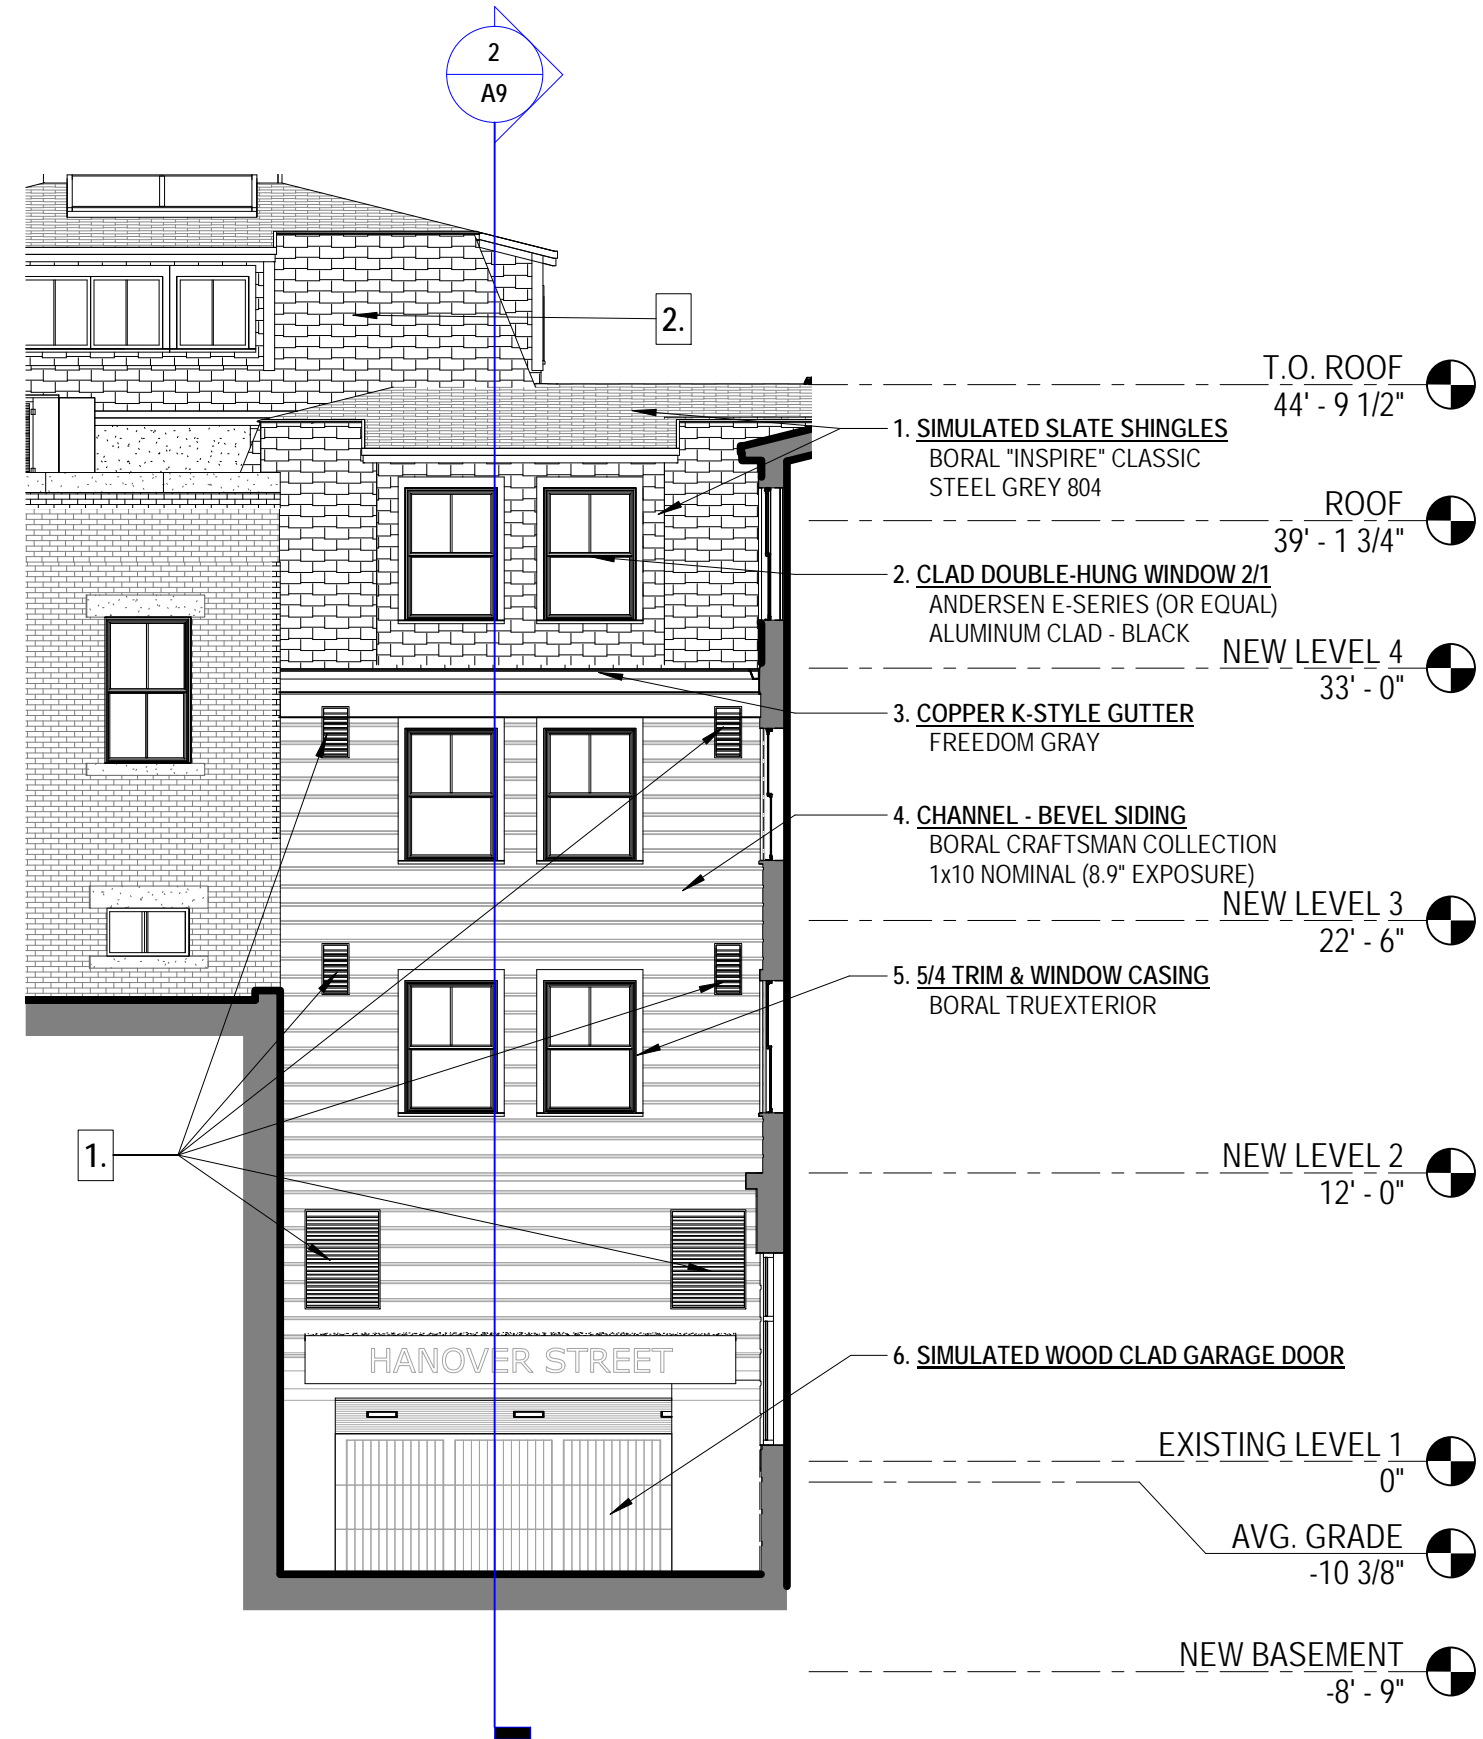 2
A9
2.
T.O. ROOF
44' - 9 1/2"
1. SIMULATED SLATE SHINGLES
BORAL "INSPIRE" CLASSIC
STEEL GREY 804
ROOF
39' - 1 3/4"
2. CLAD DOUBLE-HUNG WINDOW 2/1
ANDERSEN E-SERIES (OR EQUAL)
ALUMINUM CLAD - BLACK
NEW LEVEL 4
33' - 0"
3. COPPER K-STYLE GUTTER
FREEDOM GRAY
4. CHANNEL - BEVEL SIDING
BORAL CRAFTSMAN COLLECTION
1x10 NOMINAL (8.9" EXPOSURE)
NEW LEVEL 3
22' - 6"
5. 5/4 TRIM & WINDOW CASING
BORAL TRUEXTERIOR
1.
NEW LEVEL 2
12' - 0"
HANOVER STREET
6. SIMULATED WOOD CLAD GARAGE DOOR
EXISTING LEVEL 1
0"
AVG. GRADE
-10 3/8"
NEW BASEMENT
-8' - 9"